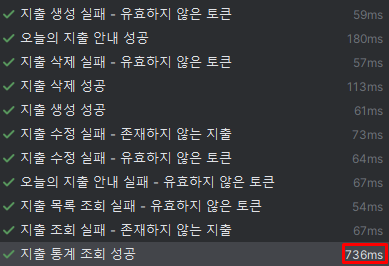 지출 생성 실패 - 유효하지 않은 토큰 59ms
오늘의 지출 안내 성공 180ms
지출 삭제 실패 - 유효하지 않은 토큰 57ms
지출 삭제 성공 113ms
지출 생성 성공 61ms
지출 수정 실패 - 존재하지 않는 지출 73ms
지출 수정 실패 - 유효하지 않은 토큰 64ms
오늘의 지출 안내 실패 - 유효하지 않은 토큰 67ms
지출 목록 조회 실패 - 유효하지 않은 토큰 54ms
지출 조회 실패 - 존재하지 않는 지출 67ms
지출 통계 조회 성공 736ms